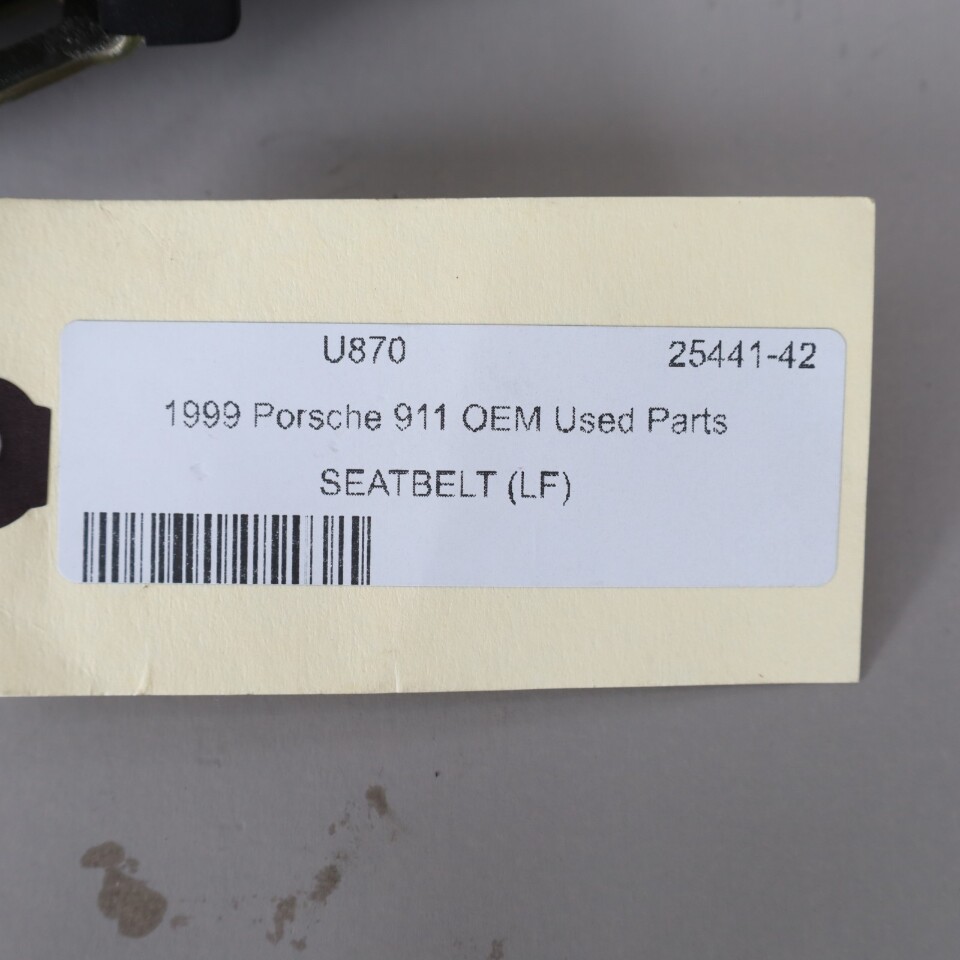 U870 25441-42
1999 Porsche 911 OEM Used Parts
SEATBELT (LF)